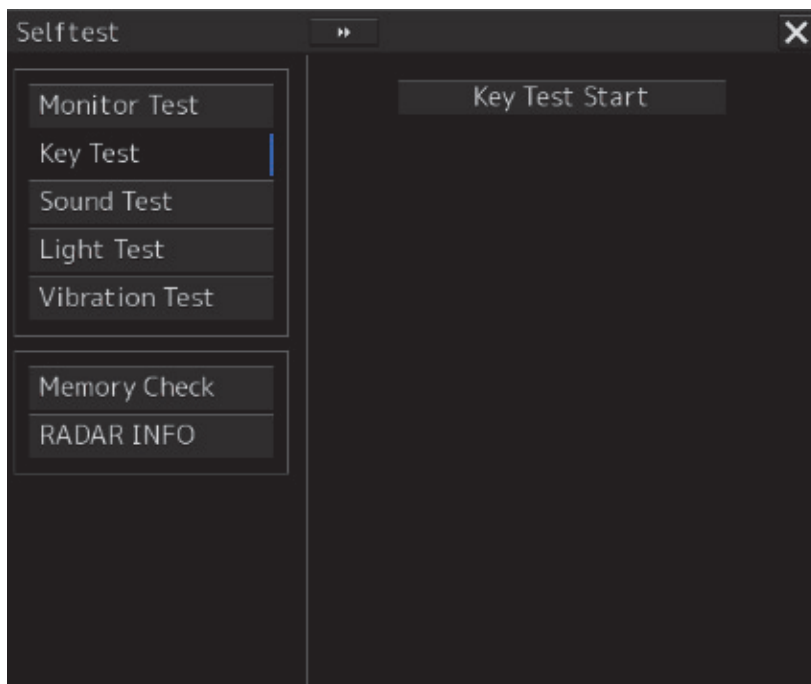 Selftest
Monitor Test
Key Test
Sound Test
Light Test
Vibration Test
Memory Check
RADAR INFO
Key Test Start